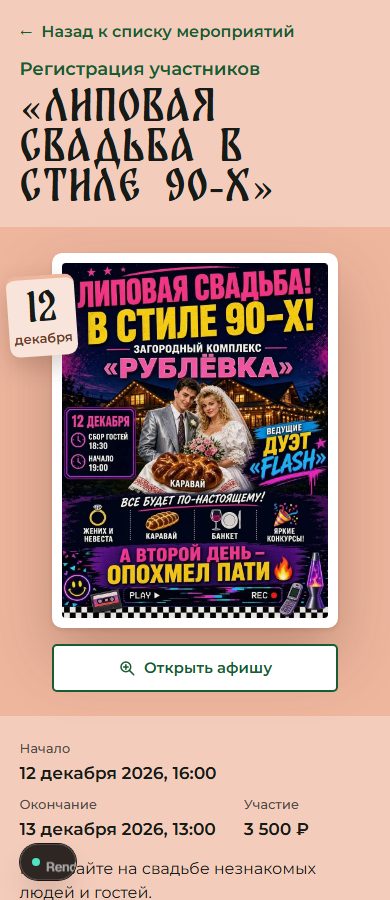 ← Назад к списку мероприятий
Регистрация участников
«ЛИПОВАЯ
СВАДЬБА В
СТИЛЕ 90-Х»
12
декабря
ЛИПОВАЯ СВАДЬБА!
В СТИЛЕ 90-Х!
ЗАГОРОДНЫЙ КОМПЛЕКС
«РУБЛЁВКА»
12 ДЕКАБРЯ
СБОР ГОСТЕЙ
18:30
НАЧАЛО
19:00
ВЕДУЩИЕ
ДУЭТ
«FLASH»
КАРАВАЙ
ВСЕ БУДЕТ ПО-НАСТОЯЩЕМУ!
ЖЕНИХ И
НЕВЕСТА
КАРАВАЙ
БАНКЕТ
ЯРКИЕ
КОНКУРСЫ!
А ВТОРОЙ ДЕНЬ –
ОПОХМЕЛ ПАТИ
PLAY ►
REC
Открыть афишу
Начало
12 декабря 2026, 16:00
Окончание
13 декабря 2026, 13:00
Участие
3 500 ₽
на свадьбе незнакомых
людей и гостей.